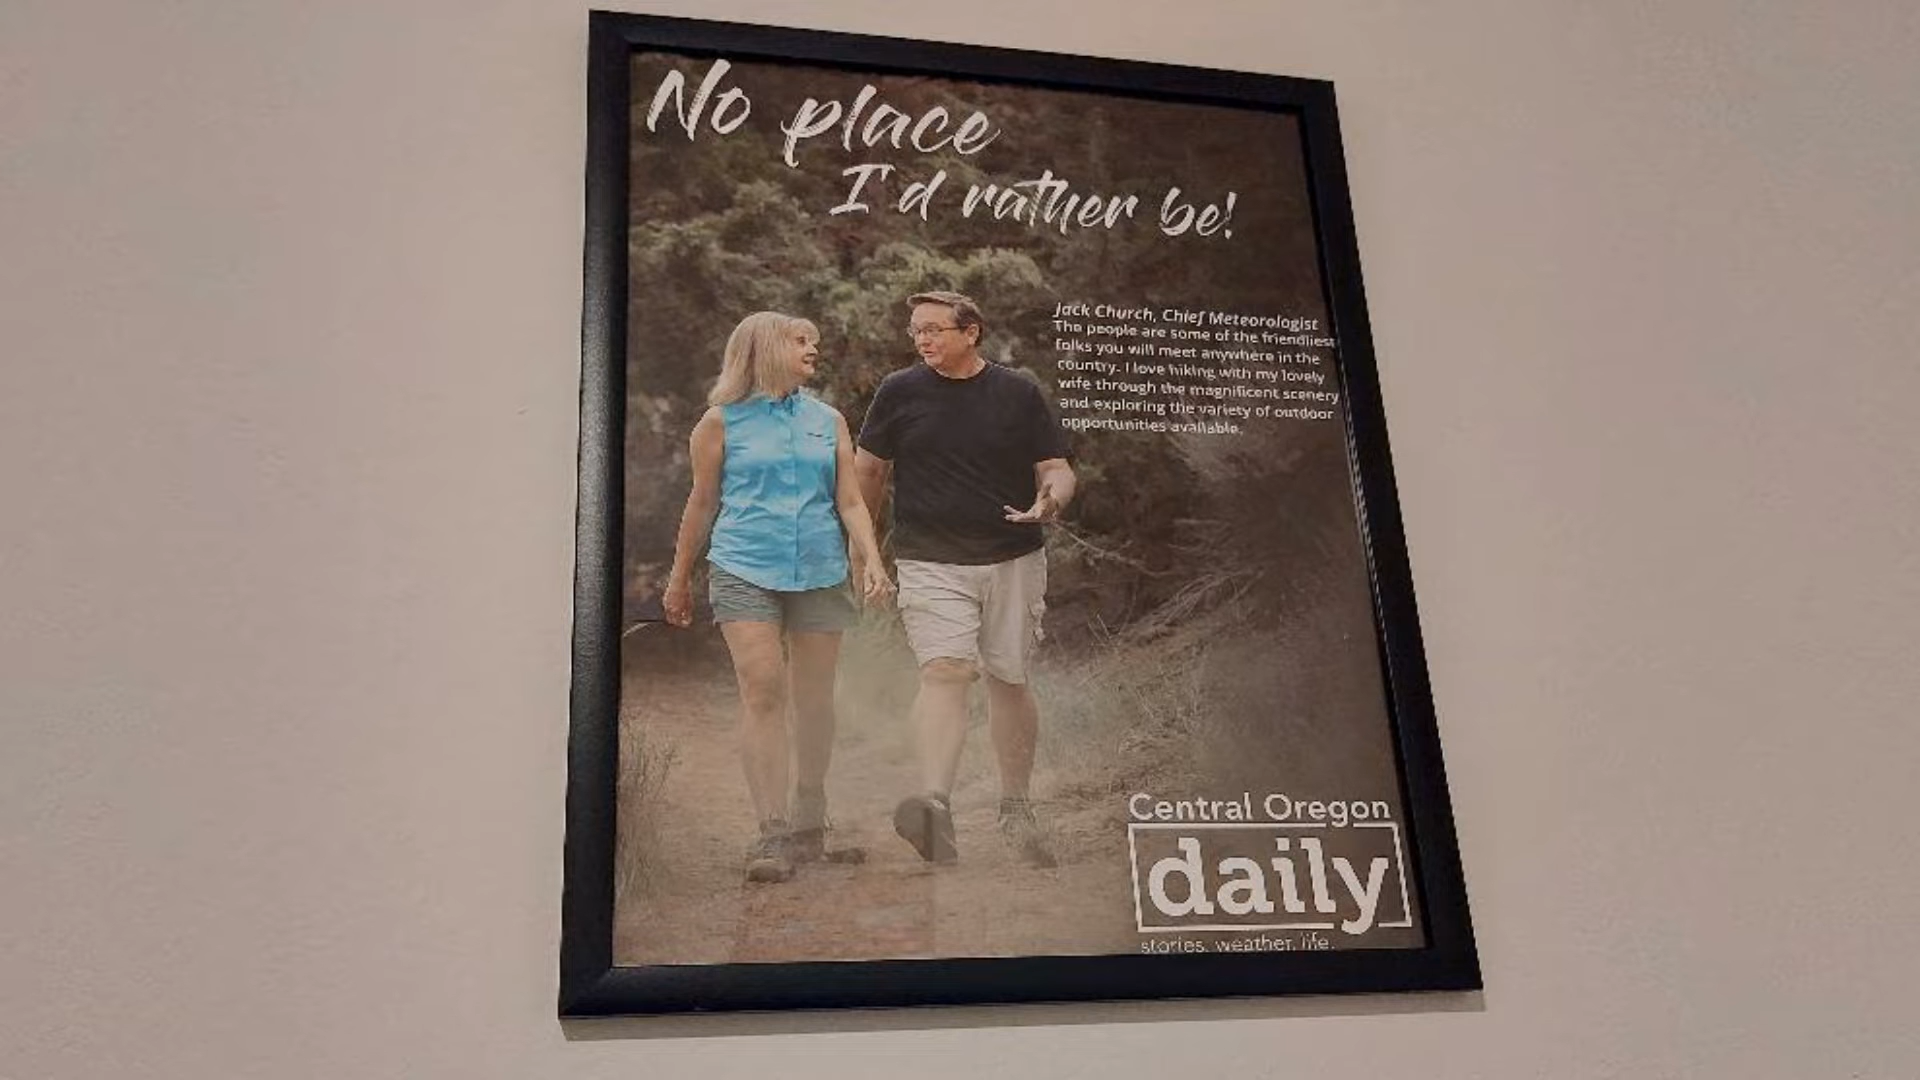 No place
I'd rather be!
Jack Church, Chief Meteorologist
The people are some of the friendliest
folks you will meet anywhere in the
country. I love hiking with my lovely
wife through the magnificent scenery
and exploring the variety of outdoor
opportunities available.
Central Oregon
daily
stories. weather. life.